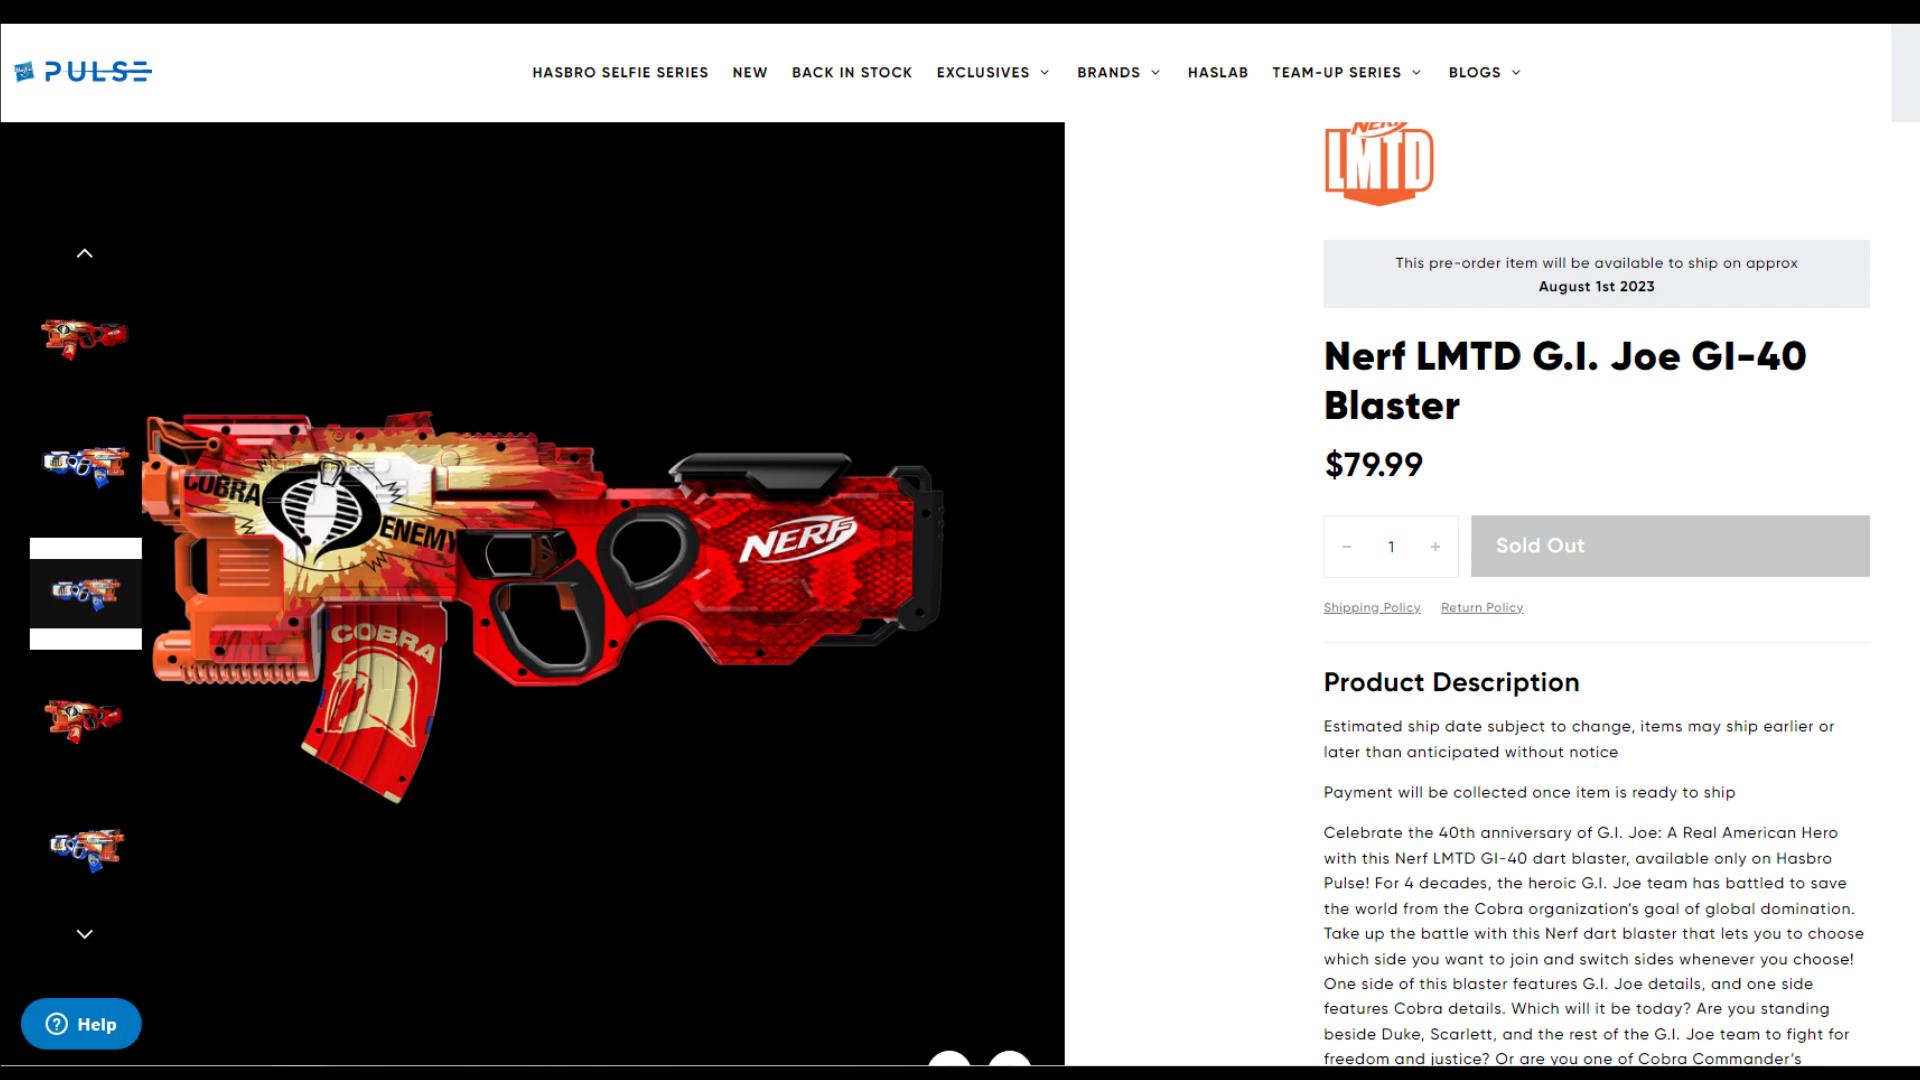 PULSE
HASBRO SELFIE SERIES NEW BACK IN STOCK EXCLUSIVES BRANDS HASLAB TEAM-UP SERIES BLOGS
NERF
LMTD
This pre-order item will be available to ship on approx
August 1st 2023
Nerf LMTD G.I. Joe GI-40
Blaster
$79.99
1
Sold Out
Shipping Policy Return Policy
Product Description
Estimated ship date subject to change, items may ship earlier or
later than anticipated without notice
Payment will be collected once item is ready to ship
Celebrate the 40th anniversary of G.I. Joe: A Real American Hero
with this Nerf LMTD GI-40 dart blaster, available only on Hasbro
Pulse! For 4 decades, the heroic G.I. Joe team has battled to save
the world from the Cobra organization's goal of global domination.
Take up the battle with this Nerf dart blaster that lets you to choose
which side you want to join and switch sides whenever you choose!
One side of this blaster features G.I. Joe details, and one side
features Cobra details. Which will it be today? Are you standing
beside Duke, Scarlett, and the rest of the G.I. Joe team to fight for
freedom and justice? Or are you one of Cobra Commander's
COBRA
ENEMY
NERF
COBRA
Help